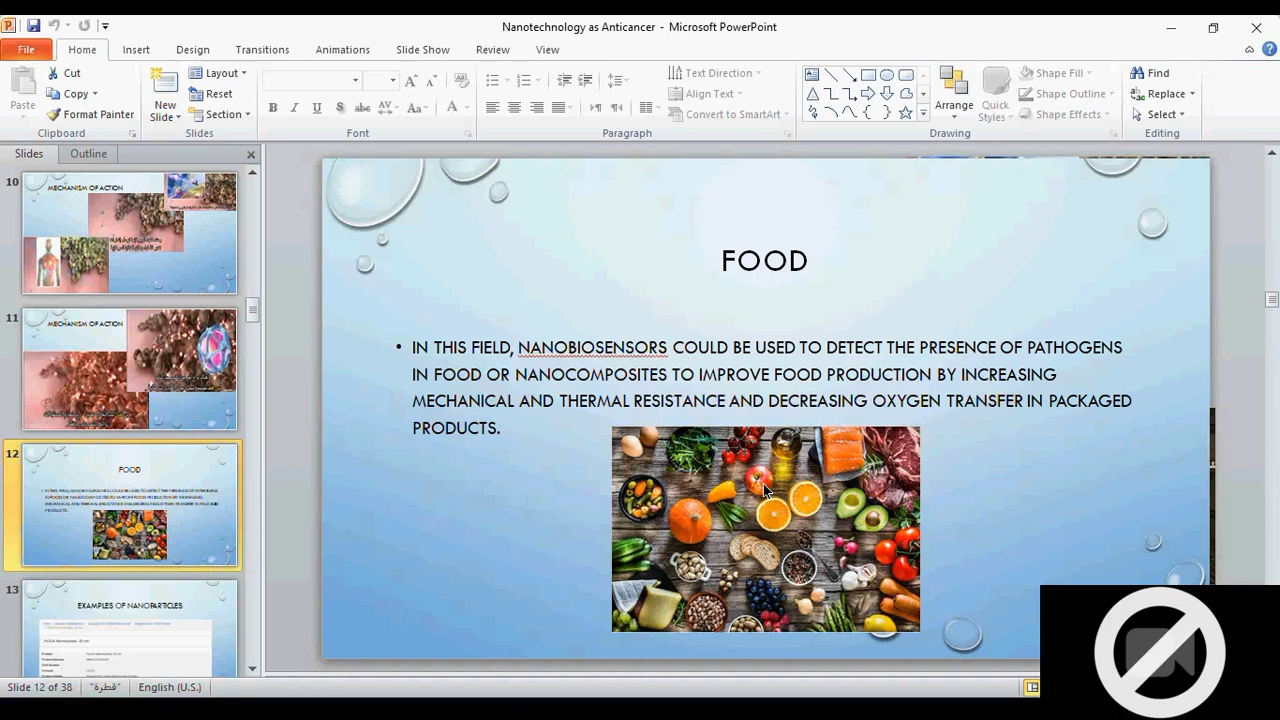 Nanotechnology as Anticancer - Microsoft PowerPoint
File Home Insert Design Transitions Animations Slide Show Review View
Paste
Cut
Copy
Format Painter
Clipboard
New Slide
Layout
Reset
Section
Slides
Font
Text Direction
Align Text
Convert to SmartArt
Paragraph
Arrange
Quick Styles
Shape Fill
Shape Outline
Shape Effects
Drawing
Find
Replace
Select
Editing
Slides Outline
10
MECHANISM OF ACTION
11
MECHANISM OF ACTION
12
FOOD
13
EXAMPLES OF NANOPARTICLES
FOOD
• IN THIS FIELD, NANOBIOSENSORS COULD BE USED TO DETECT THE PRESENCE OF PATHOGENS
IN FOOD OR NANOCOMPOSITES TO IMPROVE FOOD PRODUCTION BY INCREASING
MECHANICAL AND THERMAL RESISTANCE AND DECREASING OXYGEN TRANSFER IN PACKAGED
PRODUCTS.
Slide 12 of 38 "قطرة" English (U.S.)